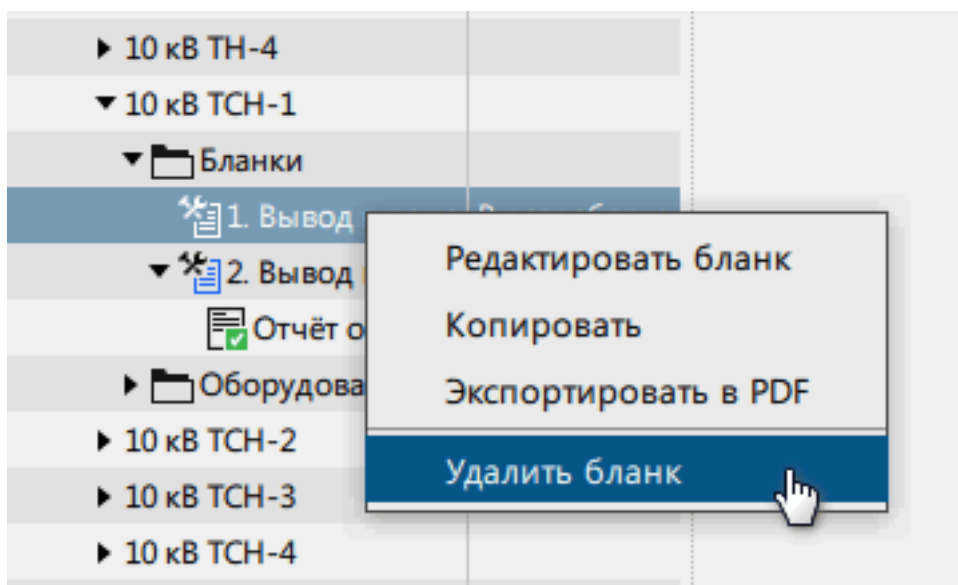 10 кВ ТН-4
10 кВ ТСН-1
Бланки
1. Вывод
2. Вывод
Отчёт о
Оборудова
10 кВ ТСН-2
10 кВ ТСН-3
10 кВ ТСН-4
Редактировать бланк
Копировать
Экспортировать в PDF
Удалить бланк